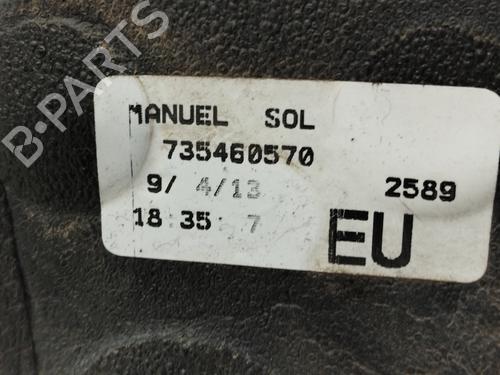 B-PARTS
MANUEL SOL
735460570
9/ 4/13 2589
18 35 7 EU